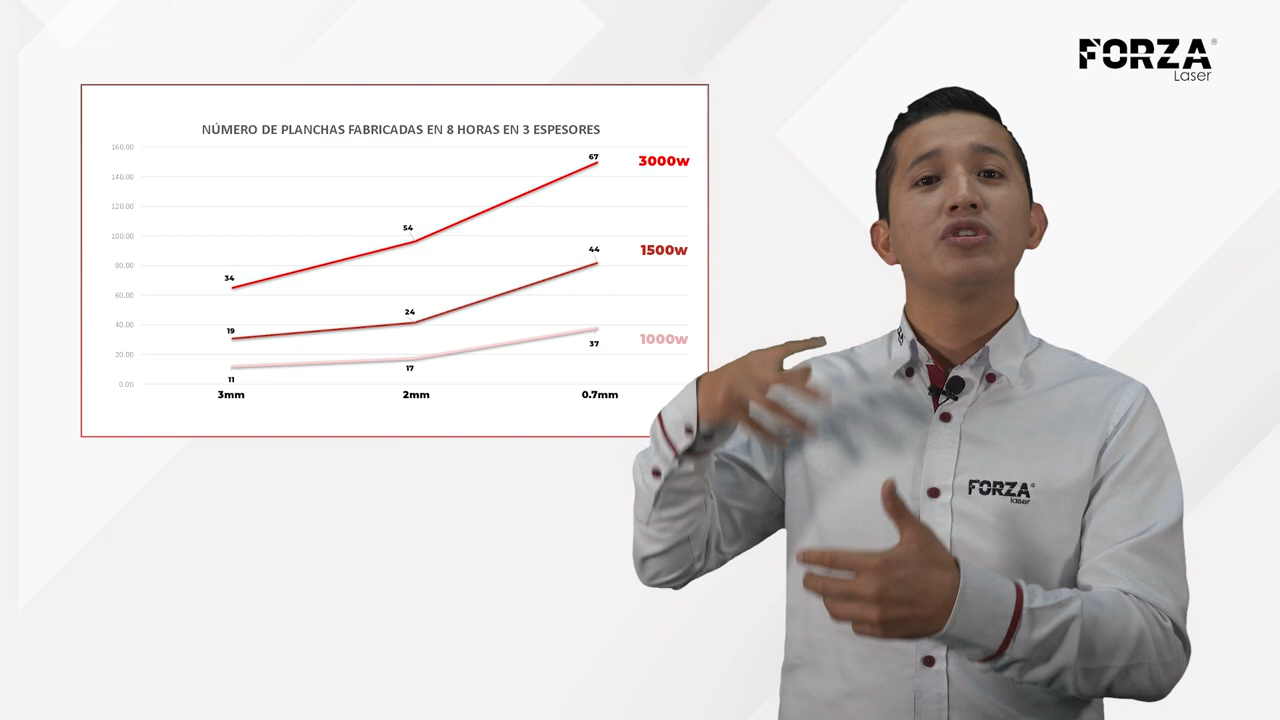 FORZA®
Laser
NÚMERO DE PLANCHAS FABRICADAS EN 8 HORAS EN 3 ESPESORES
160.00
140.00
120.00
100.00
80.00
60.00
40.00
20.00
0.00
67
54
34
44
24
19
37
17
11
3000w
1500w
1000w
3mm
2mm
0.7mm
FORZA
laser